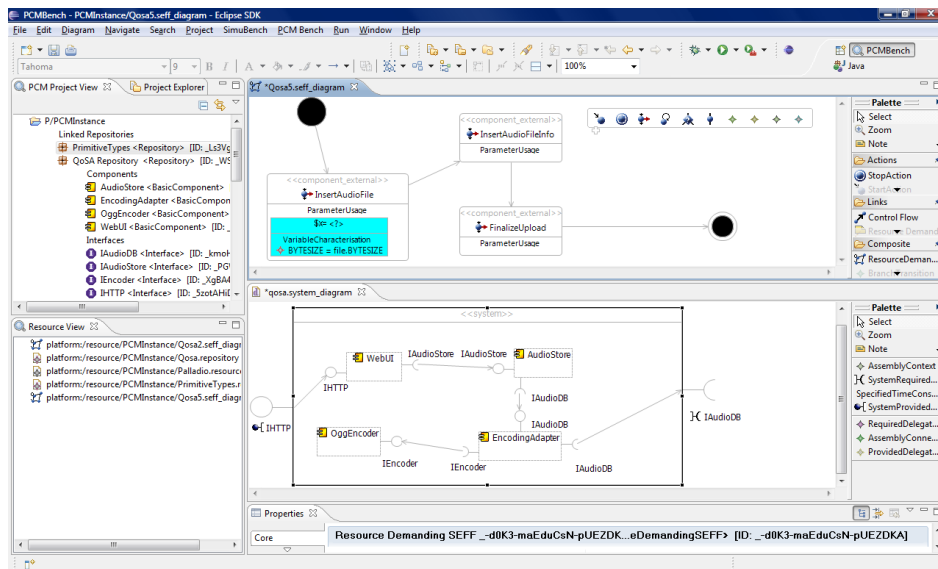 PCMBench - PCMInstance/Qosa5.seff_diagram - Eclipse SDK
File Edit Diagram Navigate Search Project SimuBench PCM Bench Run Window Help
PCMBench
Tahoma 9 B I A 100% Java
PCM Project View Project Explorer
P/PCMInstance
Linked Repositories
PrimitiveTypes <Repository> [ID: _Ls3Vg
QoSA Repository <Repository> [ID: _WS
Components
AudioStore <BasicComponent>
EncodingAdapter <BasicCompon
OggEncoder <BasicComponent>
WebUI <BasicComponent> [ID: _
Interfaces
IAudioDB <Interface> [ID: _kmoH
IAudioStore <Interface> [ID: _PG
IEncoder <Interface> [ID: _XgBA4
IHTTP <Interface> [ID: _5zotAHiD
Resource View
platform:/resource/PCMInstance/Qosa2.seff_diagr
platform:/resource/PCMInstance/Qosa.repository
platform:/resource/PCMInstance/Palladio.resource
platform:/resource/PCMInstance/PrimitiveTypes.r
platform:/resource/PCMInstance/Qosa5.seff_diagr
*Qosa5.seff_diagram
<<component_external>>
InsertAudioFileInfo
ParameterUsage
<<component_external>>
InsertAudioFile
ParameterUsage
$x= <?>
VariableCharacterisation
BYTESIZE = file.BYTESIZE
<<component_external>>
FinalizeUpload
ParameterUsage
Palette
Select
Zoom
Note
Actions
StopAction
StartAction
Links
Control Flow
Resource Demand
Composite
ResourceDeman...
BranchTransition
*qosa.system_diagram
<<system>>
WebUI
IAudioStore IAudioStore
AudioStore
IHTTP
IAudioDB
IHTTP
IAudioDB
OggEncoder
EncodingAdapter
IEncoder IEncoder IAudioDB
IAudioDB
Palette
Select
Zoom
Note
AssemblyContext
SystemRequired...
SpecifiedTimeCons...
SystemProvided...
RequiredDelegat...
AssemblyConne...
ProvidedDelegat...
Properties
Core
Resource Demanding SEFF _-d0K3-maEduCsN-pUEZDK...eDemandingSEFF> [ID: _-d0K3-maEduCsN-pUEZDKA]